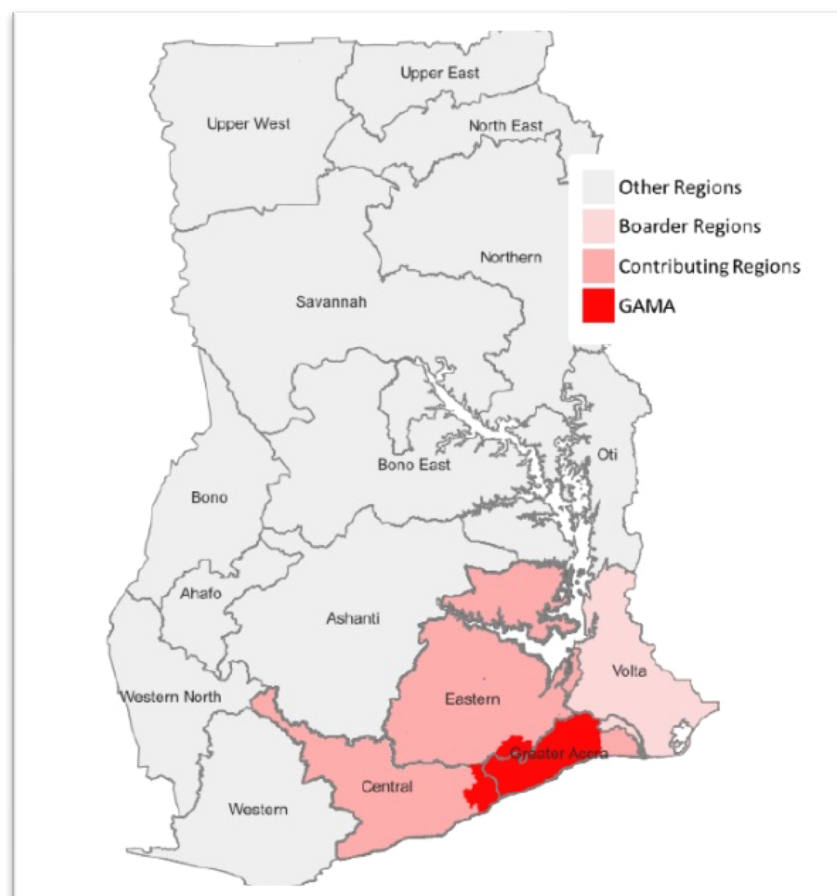 Upper East
Upper West
North East
Other Regions
Boarder Regions
Contributing Regions
GAMA
Northern
Savannah
Bono East
Oti
Bono
Ahafo
Ashanti
Western North
Volta
Eastern
Greater Accra
Central
Western